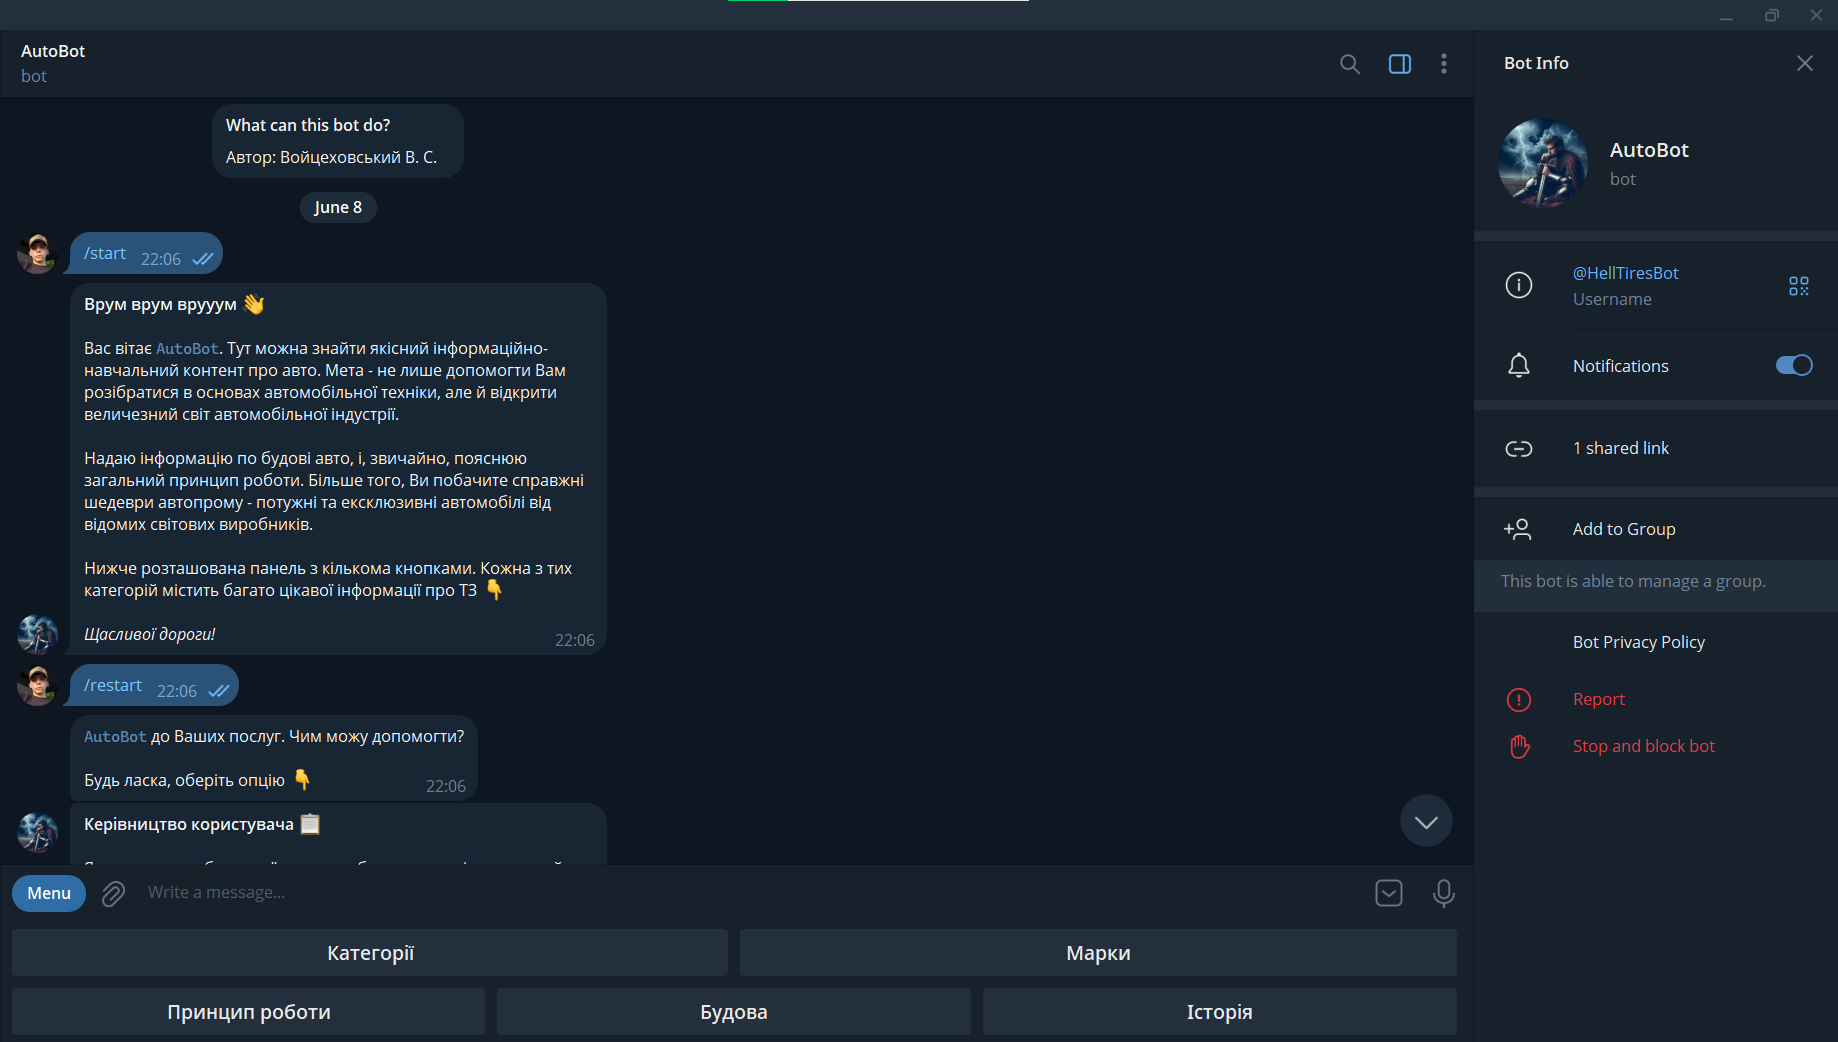 AutoBot
bot
What can this bot do?
Автор: Войцеховський В. С.
June 8
/start 22:06
Врум врум врууум 👋
Вас вітає AutoBot. Тут можна знайти якісний інформаційно-
навчальний контент про авто. Мета - не лише допомогти Вам
розібратися в основах автомобільної техніки, але й відкрити
величезний світ автомобільної індустрії.
Надаю інформацію по будові авто, і, звичайно, пояснюю
загальний принцип роботи. Більше того, Ви побачите справжні
шедеври автопрому - потужні та ексклюзивні автомобілі від
відомих світових виробників.
Нижче розташована панель з кількома кнопками. Кожна з тих
категорій містить багато цікавої інформації про ТЗ 👇
Щасливої дороги!
22:06
/restart 22:06
AutoBot до Ваших послуг. Чим можу допомогти?
Будь ласка, оберіть опцію 👇
22:06
Керівництво користувача 📋
Menu
Write a message...
Категорії
Марки
Принцип роботи
Будова
Історія
Bot Info
AutoBot
bot
@HellTiresBot
Username
Notifications
1 shared link
Add to Group
This bot is able to manage a group.
Bot Privacy Policy
Report
Stop and block bot